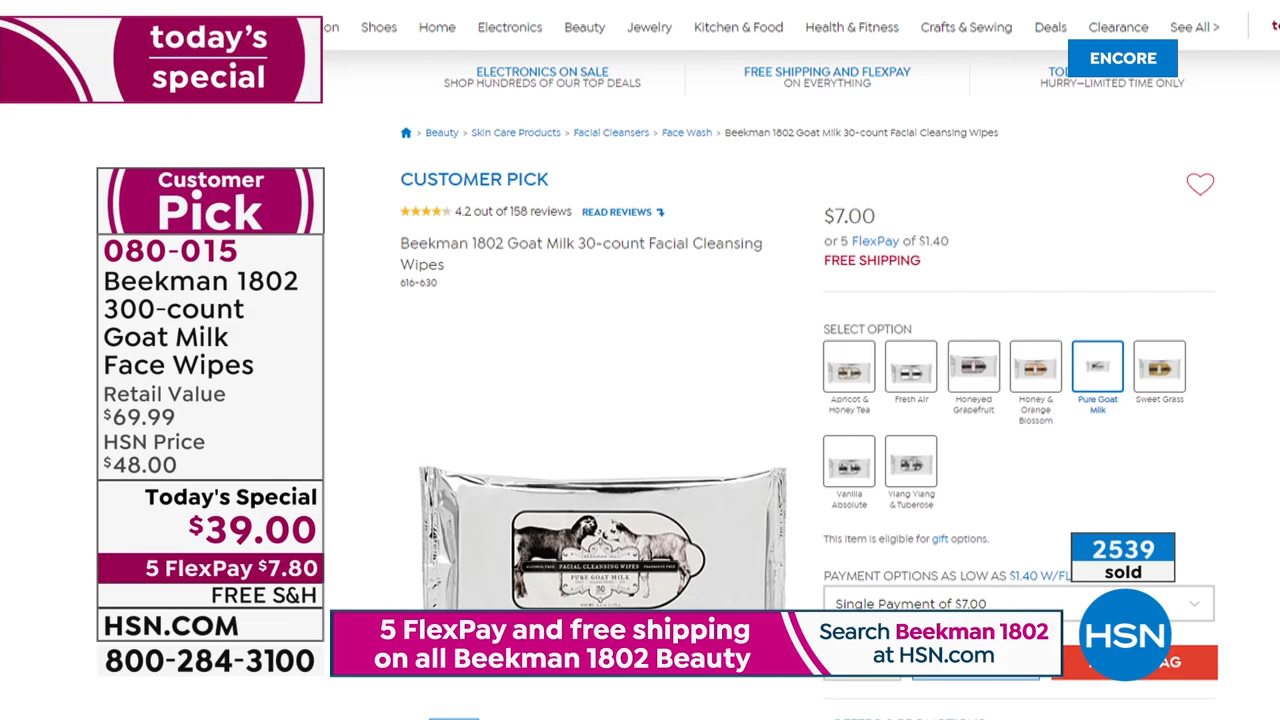 today's
special
on Shoes Home Electronics Beauty Jewelry Kitchen & Food Health & Fitness Crafts & Sewing Deals Clearance See All >
ENCORE
ELECTRONICS ON SALE
SHOP HUNDREDS OF OUR TOP DEALS
FREE SHIPPING AND FLEXPAY
ON EVERYTHING
HURRY—LIMITED TIME ONLY
> Beauty > Skin Care Products > Facial Cleansers > Face Wash > Beekman 1802 Goat Milk 30-count Facial Cleansing Wipes
Customer
Pick
080-015
Beekman 1802
300-count
Goat Milk
Face Wipes
Retail Value
$69.99
HSN Price
$48.00
Today's Special
$39.00
5 FlexPay $7.80
FREE S&H
HSN.COM
800-284-3100
CUSTOMER PICK
4.2 out of 158 reviews READ REVIEWS
Beekman 1802 Goat Milk 30-count Facial Cleansing
Wipes
616-630
$7.00
or 5 FlexPay of $1.40
FREE SHIPPING
SELECT OPTION
Apricot &
Honey Tea
Fresh Air
Honeyed
Grapefruit
Honey &
Orange
Blossom
Pure Goat
Milk
Sweet Grass
Vanilla
Absolute
Ylang Ylang
& Tuberose
This item is eligible for gift options.
PAYMENT OPTIONS AS LOW AS $1.40 W/FL
Single Payment of $7.00
2539
sold
FACIAL CLEANSING WIPES
PURE GOAT MILK
30
5 FlexPay and free shipping
on all Beekman 1802 Beauty
Search Beekman 1802
at HSN.com
HSN
AG